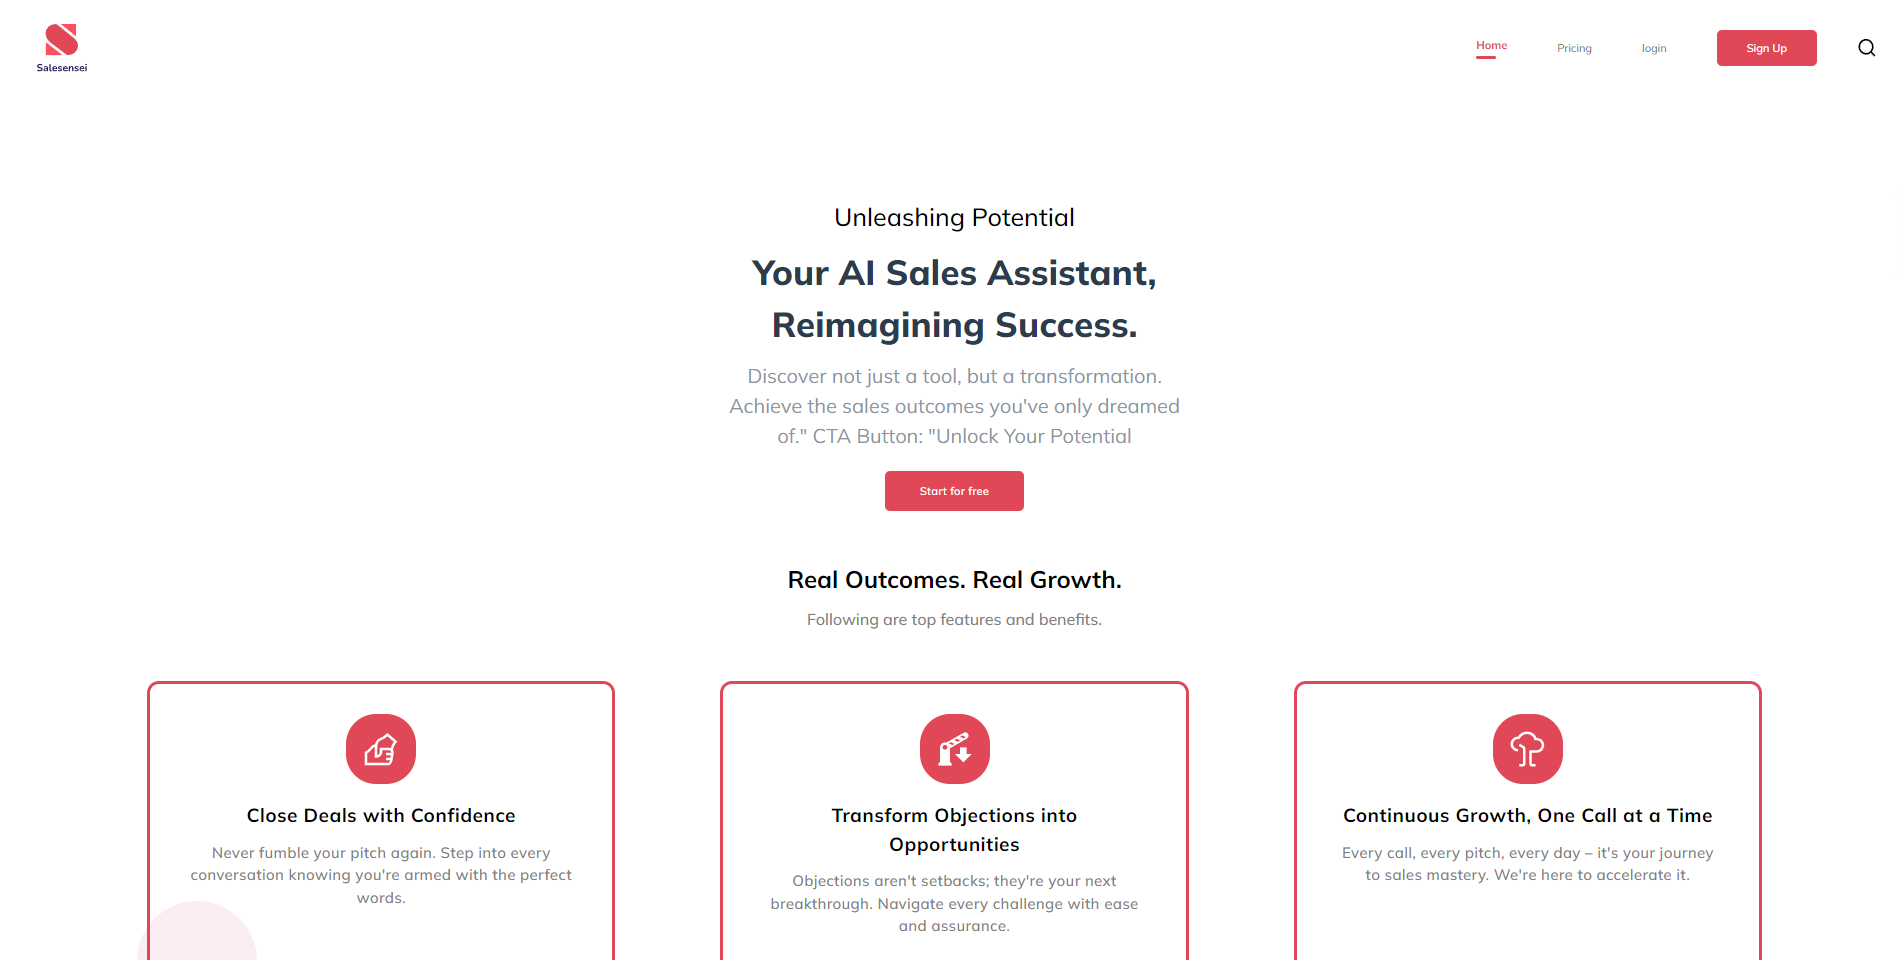 Salesensei
Home
Pricing
login
Sign Up
Unleashing Potential
Your AI Sales Assistant,
Reimagining Success.
Discover not just a tool, but a transformation.
Achieve the sales outcomes you've only dreamed
of." CTA Button: "Unlock Your Potential
Start for free
Real Outcomes. Real Growth.
Following are top features and benefits.
Close Deals with Confidence
Never fumble your pitch again. Step into every
conversation knowing you're armed with the perfect
words.
Transform Objections into
Opportunities
Objections aren't setbacks; they're your next
breakthrough. Navigate every challenge with ease
and assurance.
Continuous Growth, One Call at a Time
Every call, every pitch, every day – it's your journey
to sales mastery. We're here to accelerate it.